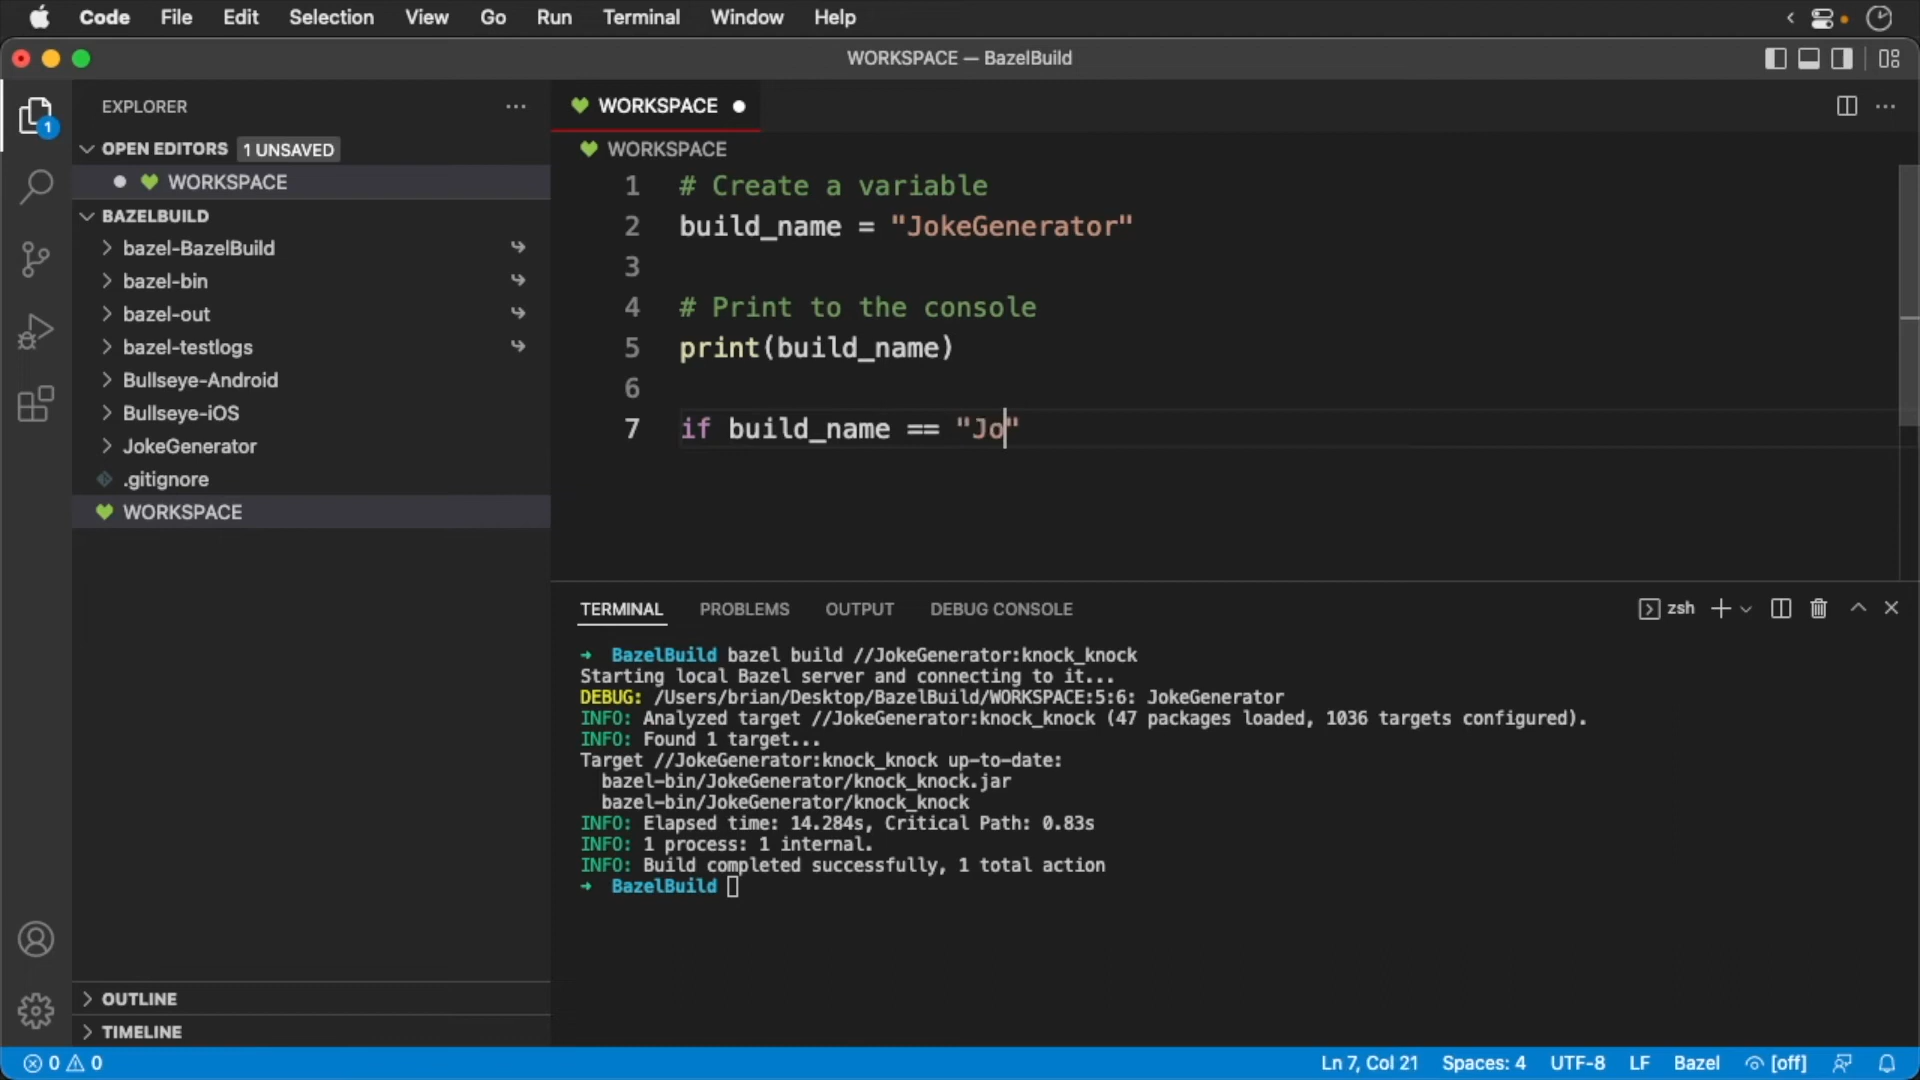 Code File Edit Selection View Go Run Terminal Window Help
WORKSPACE — BazelBuild
EXPLORER
1
OPEN EDITORS 1 UNSAVED
WORKSPACE
BAZELBUILD
bazel-BazelBuild
bazel-bin
bazel-out
bazel-testlogs
Bullseye-Android
Bullseye-iOS
JokeGenerator
.gitignore
WORKSPACE
OUTLINE
TIMELINE
WORKSPACE
WORKSPACE
1 # Create a variable
2 build_name = "JokeGenerator"
3
4 # Print to the console
5 print(build_name)
6
7 if build_name == "Jo"
TERMINAL PROBLEMS OUTPUT DEBUG CONSOLE zsh
➜ BazelBuild bazel build //JokeGenerator:knock_knock
Starting local Bazel server and connecting to it...
DEBUG: /Users/brian/Desktop/BazelBuild/WORKSPACE:5:6: JokeGenerator
INFO: Analyzed target //JokeGenerator:knock_knock (47 packages loaded, 1036 targets configured).
INFO: Found 1 target...
Target //JokeGenerator:knock_knock up-to-date:
bazel-bin/JokeGenerator/knock_knock.jar
bazel-bin/JokeGenerator/knock_knock
INFO: Elapsed time: 14.284s, Critical Path: 0.83s
INFO: 1 process: 1 internal.
INFO: Build completed successfully, 1 total action
➜ BazelBuild
0 0 Ln 7, Col 21 Spaces: 4 UTF-8 LF Bazel [off]